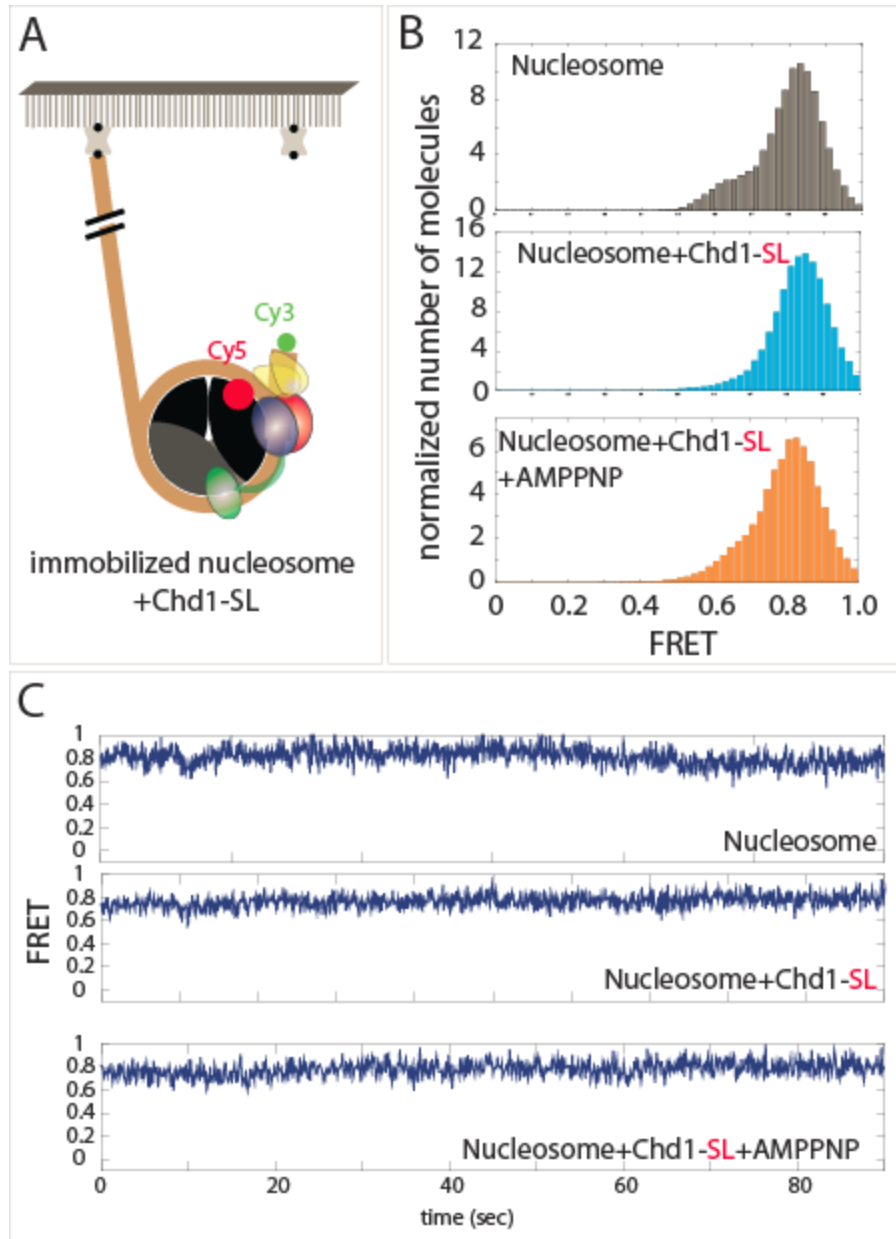 A
Cy3
Cy5
immobilized nucleosome
+Chd1-SL
B
normalized number of molecules
12
Nucleosome
8
4
0
16
Nucleosome+Chd1-SL
12
8
4
0
6
Nucleosome+Chd1-SL
+AMPPNP
4
2
0
0 0.2 0.4 0.6 0.8 1.0
FRET
C
FRET
1
0.8
0.6
0.4
0.2
0
Nucleosome
1
0.8
0.6
0.4
0.2
0
Nucleosome+Chd1-SL
1
0.8
0.6
0.4
0.2
0
Nucleosome+Chd1-SL+AMPPNP
0 20 40 60 80
time (sec)